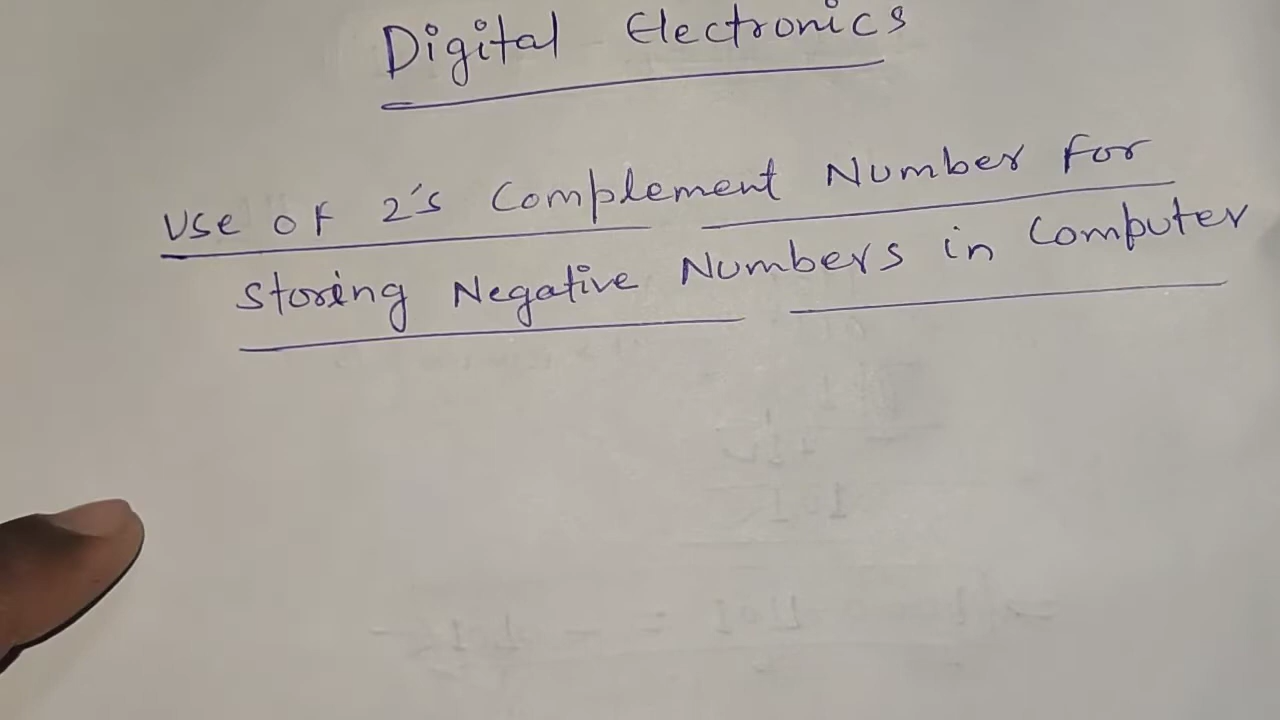 Digital Electronics
Use of 2's Complement Number for
Storing Negative Numbers in Computer